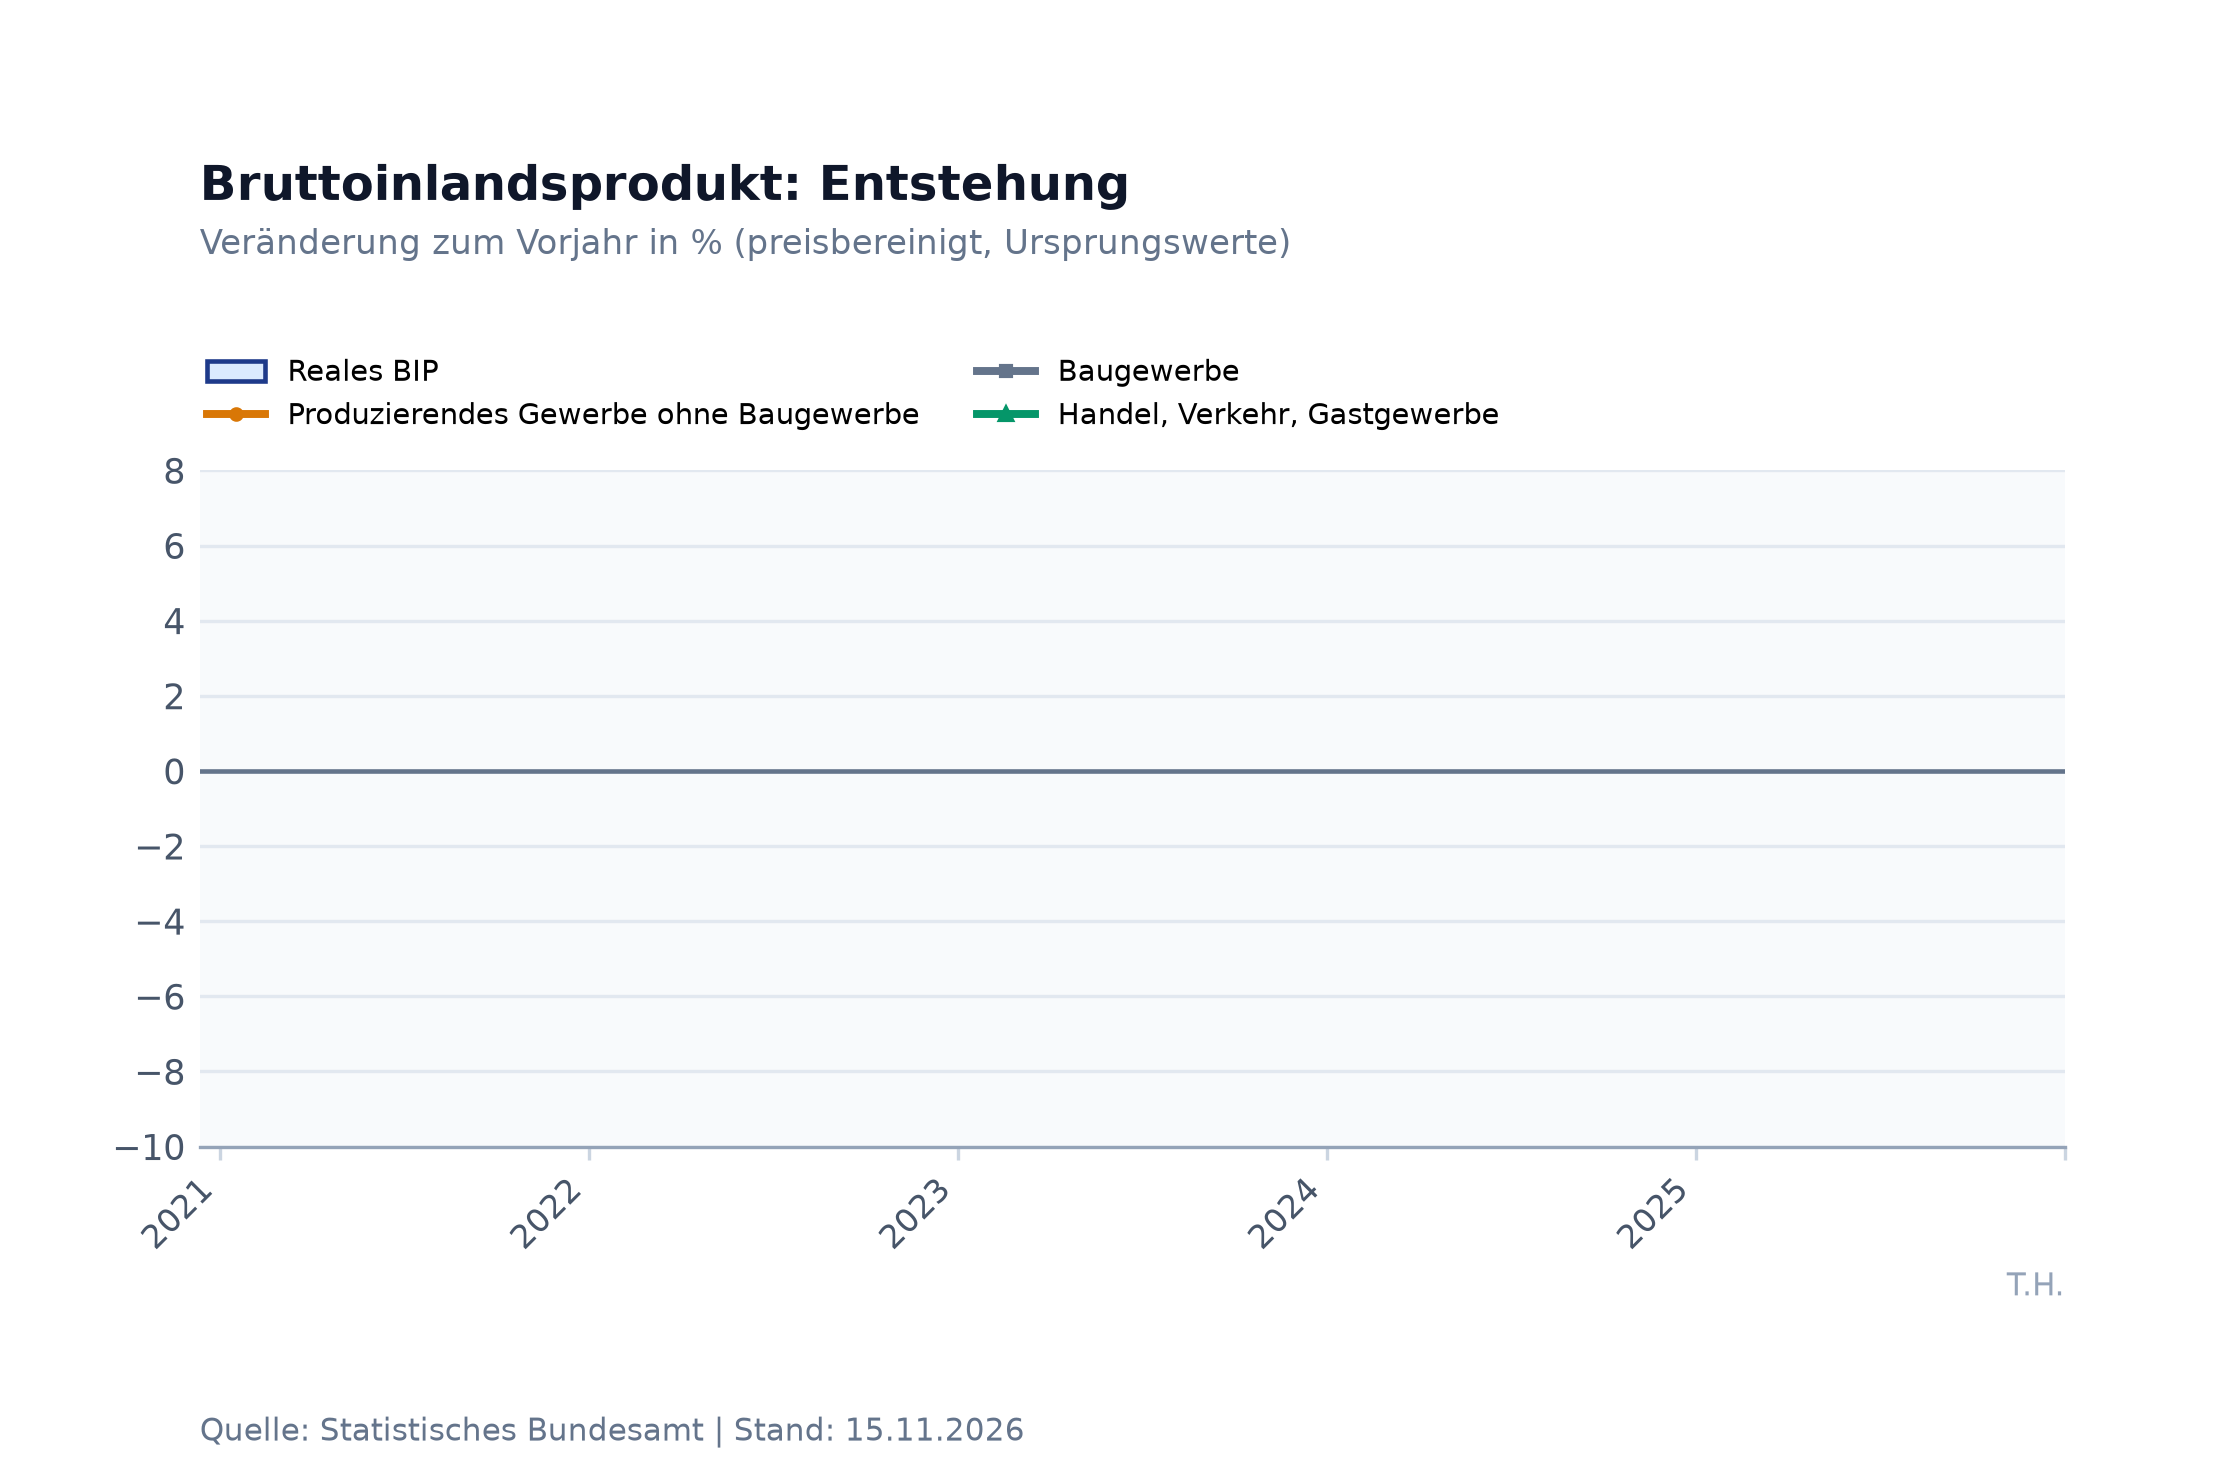 Bruttoinlandsprodukt: Entstehung
Veränderung zum Vorjahr in % (preisbereinigt, Ursprungswerte)
Reales BIP
Produzierendes Gewerbe ohne Baugewerbe
Baugewerbe
Handel, Verkehr, Gastgewerbe
8
6
4
2
0
−2
−4
−6
−8
−10
2021
2022
2023
2024
2025
T.H.
Quelle: Statistisches Bundesamt | Stand: 15.11.2026